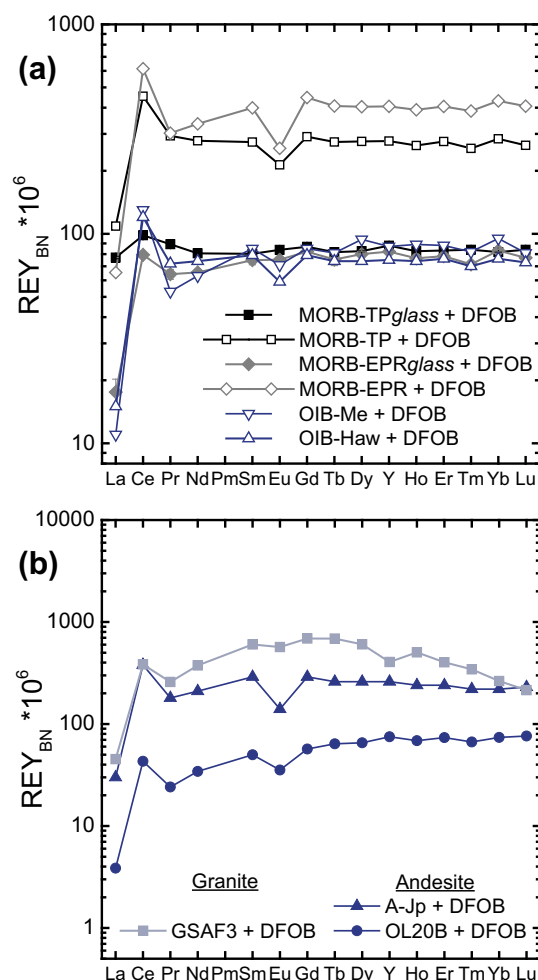 (a)
1000
100
10
REY_BN *10^6
MORB-TPglass + DFOB
MORB-TP + DFOB
MORB-EPRglass + DFOB
MORB-EPR + DFOB
OIB-Me + DFOB
OIB-Haw + DFOB
La Ce Pr Nd Pm Sm Eu Gd Tb Dy Y Ho Er Tm Yb Lu
(b)
10000
1000
100
10
1
REY_BN *10^6
Granite
GSAF3 + DFOB
Andesite
A-Jp + DFOB
OL20B + DFOB
La Ce Pr Nd Pm Sm Eu Gd Tb Dy Y Ho Er Tm Yb Lu